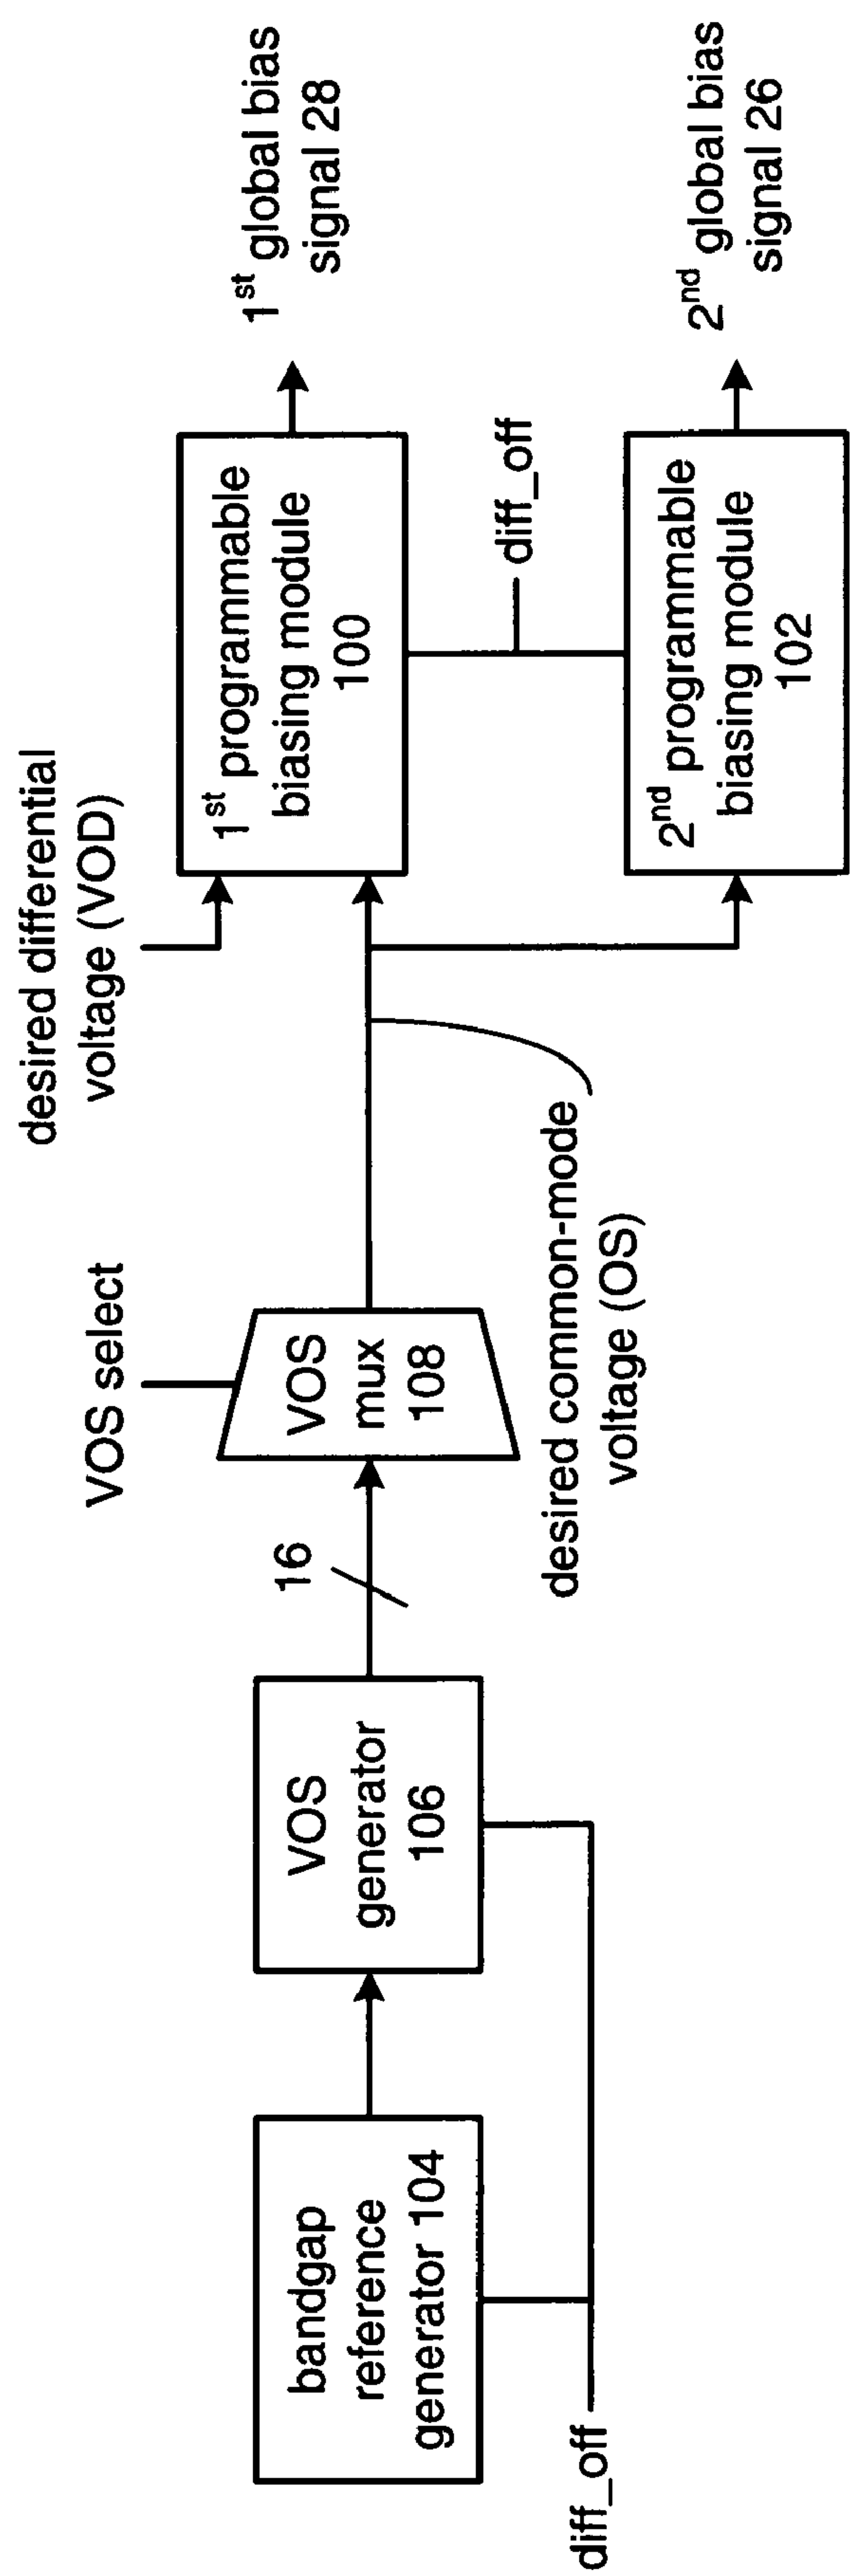 desired differential
voltage (VOD)
VOS select
1st global bias
signal 28
1st programmable
biasing module
100
16
VOS
mux
108
bandgap
reference
generator 104
VOS
generator
106
diff_off
desired common-mode
voltage (OS)
2nd programmable
biasing module
102
2nd global bias
signal 26
diff_off